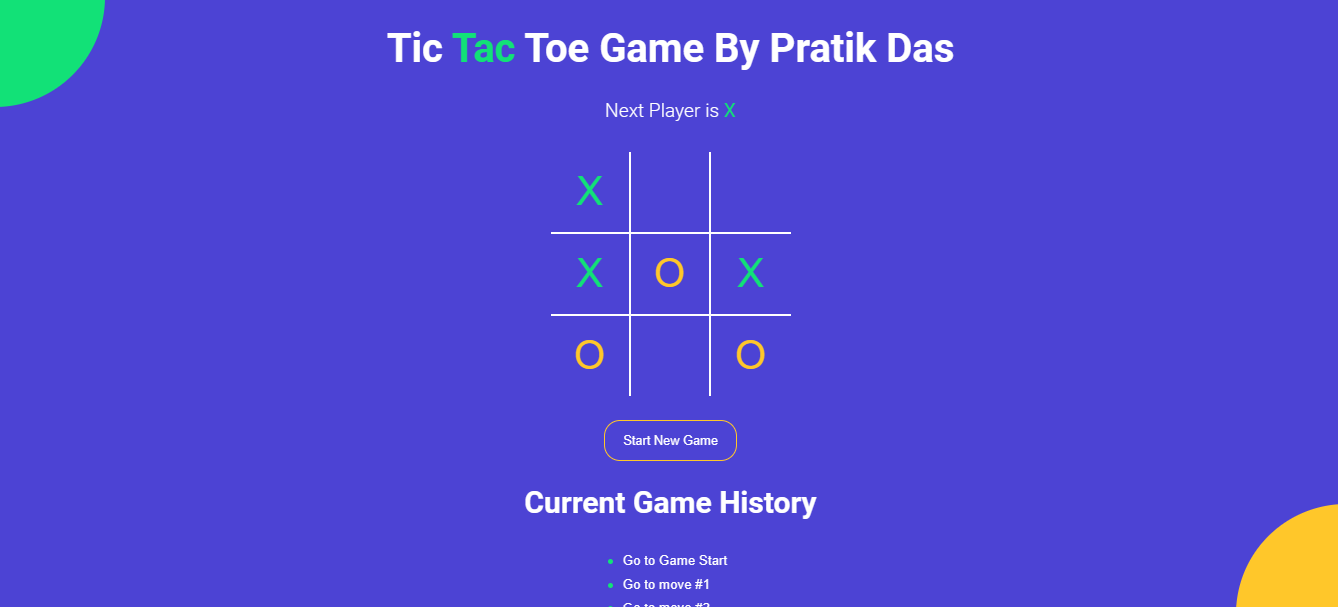 Tic Tac Toe Game By Pratik Das
Next Player is X
X
X O X
O O
Start New Game
Current Game History
Go to Game Start
Go to move #1